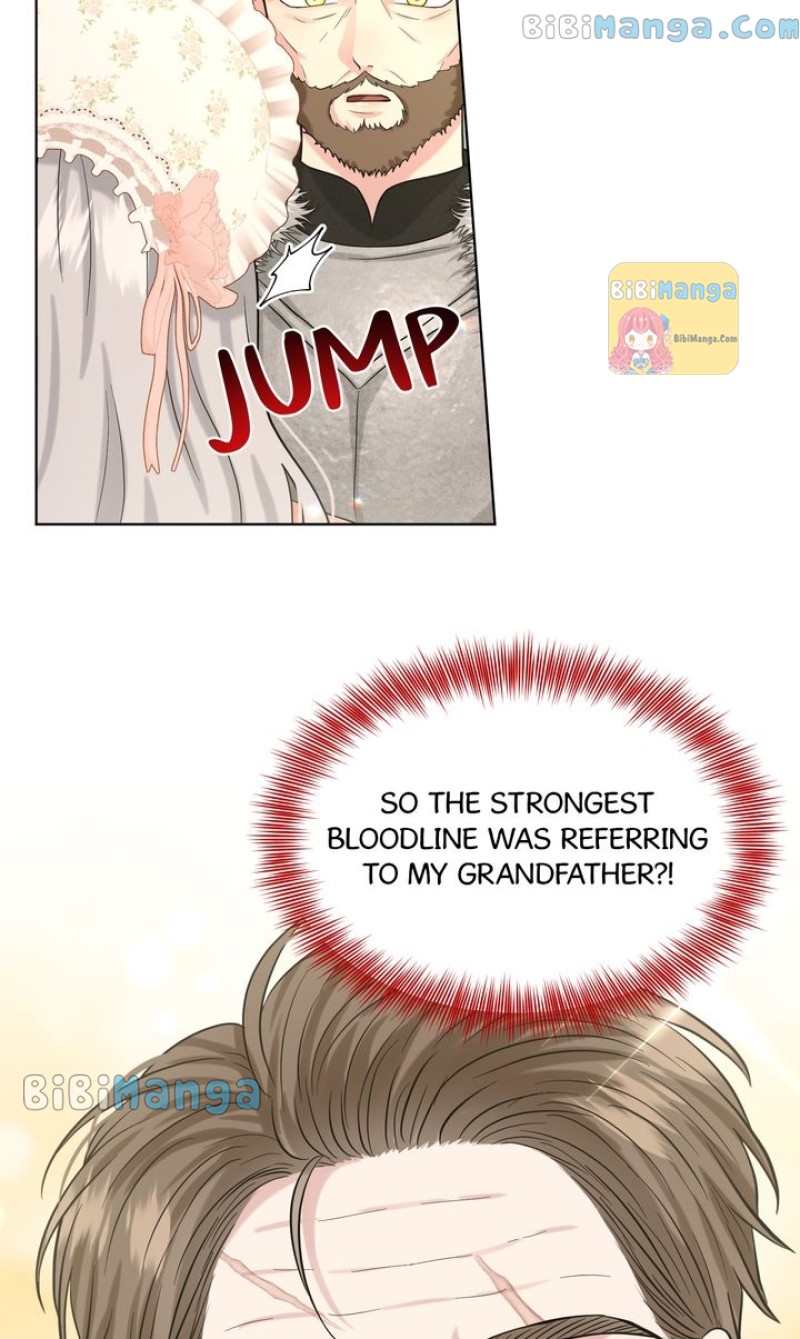 BiBiManga.Com
BiBiManga
BibiManga.Com
JUMP
SO THE STRONGEST
BLOODLINE WAS REFERRING
TO MY GRANDFATHER?!
BiBiManga